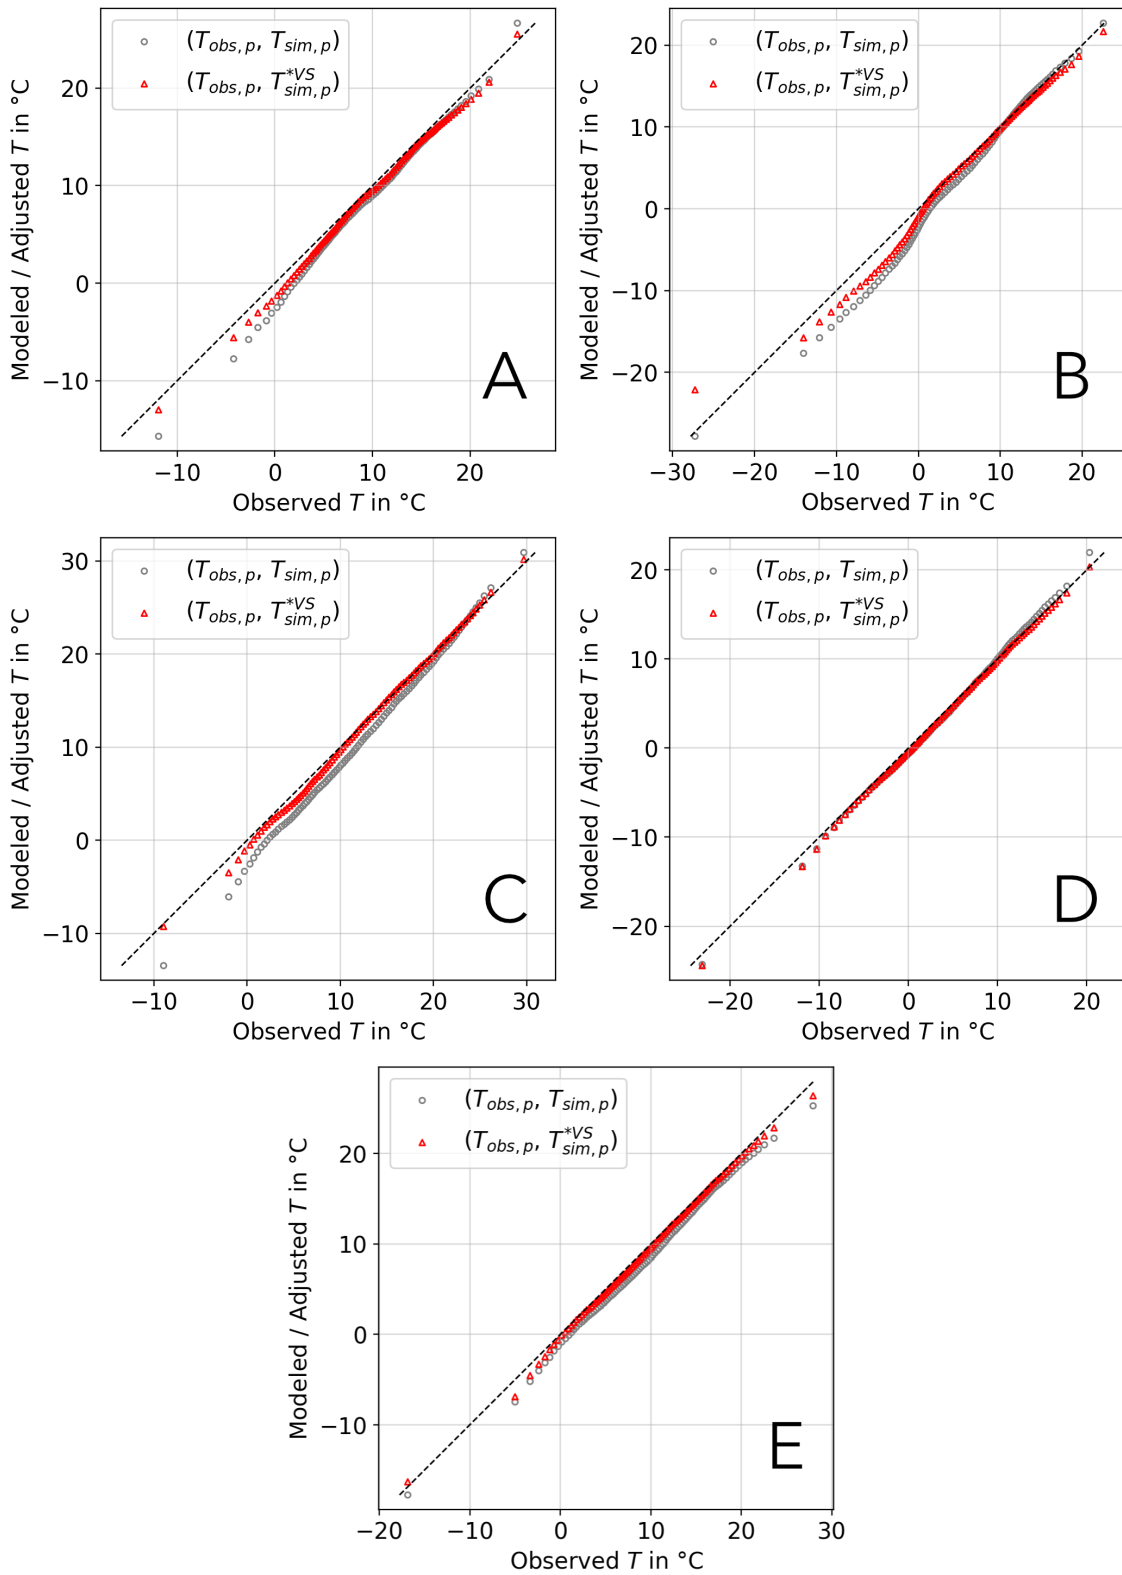 Modeled / Adjusted T in °C
(T_obs,p, T_sim,p)
(T_obs,p, T^*VS_sim,p)
20
10
0
−10
−10 0 10 20
Observed T in °C
A
Modeled / Adjusted T in °C
(T_obs,p, T_sim,p)
(T_obs,p, T^*VS_sim,p)
20
10
0
−10
−20
−30 −20 −10 0 10 20
Observed T in °C
B
Modeled / Adjusted T in °C
(T_obs,p, T_sim,p)
(T_obs,p, T^*VS_sim,p)
30
20
10
0
−10
−10 0 10 20 30
Observed T in °C
C
Modeled / Adjusted T in °C
(T_obs,p, T_sim,p)
(T_obs,p, T^*VS_sim,p)
20
10
0
−10
−20
−20 −10 0 10 20
Observed T in °C
D
Modeled / Adjusted T in °C
(T_obs,p, T_sim,p)
(T_obs,p, T^*VS_sim,p)
20
10
0
−10
−20 −10 0 10 20 30
Observed T in °C
E